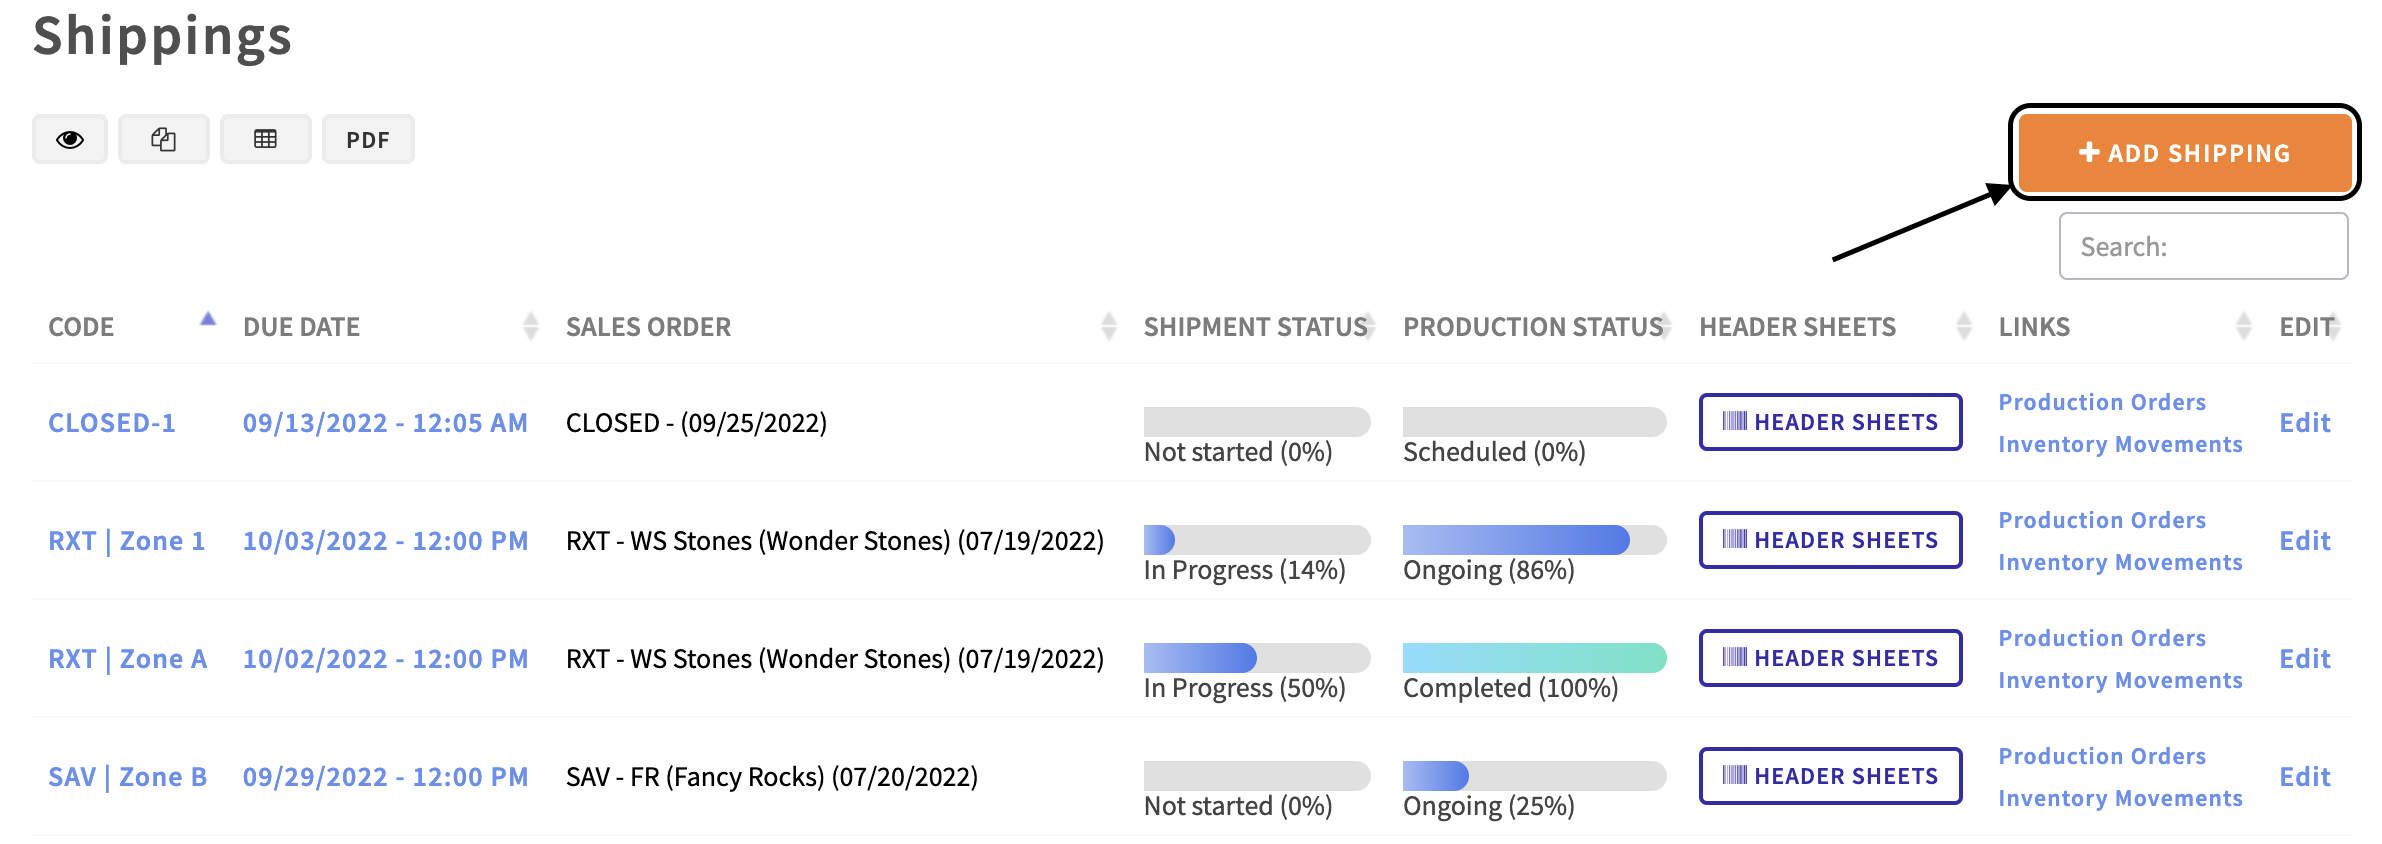 Shippings
PDF
+ ADD SHIPPING
Search:
CODE DUE DATE SALES ORDER SHIPMENT STATUS PRODUCTION STATUS HEADER SHEETS LINKS EDIT
CLOSED-1 09/13/2022 - 12:05 AM CLOSED - (09/25/2022) Not started (0%) Scheduled (0%) HEADER SHEETS Production Orders Inventory Movements Edit
RXT | Zone 1 10/03/2022 - 12:00 PM RXT - WS Stones (Wonder Stones) (07/19/2022) In Progress (14%) Ongoing (86%) HEADER SHEETS Production Orders Inventory Movements Edit
RXT | Zone A 10/02/2022 - 12:00 PM RXT - WS Stones (Wonder Stones) (07/19/2022) In Progress (50%) Completed (100%) HEADER SHEETS Production Orders Inventory Movements Edit
SAV | Zone B 09/29/2022 - 12:00 PM SAV - FR (Fancy Rocks) (07/20/2022) Not started (0%) Ongoing (25%) HEADER SHEETS Production Orders Inventory Movements Edit